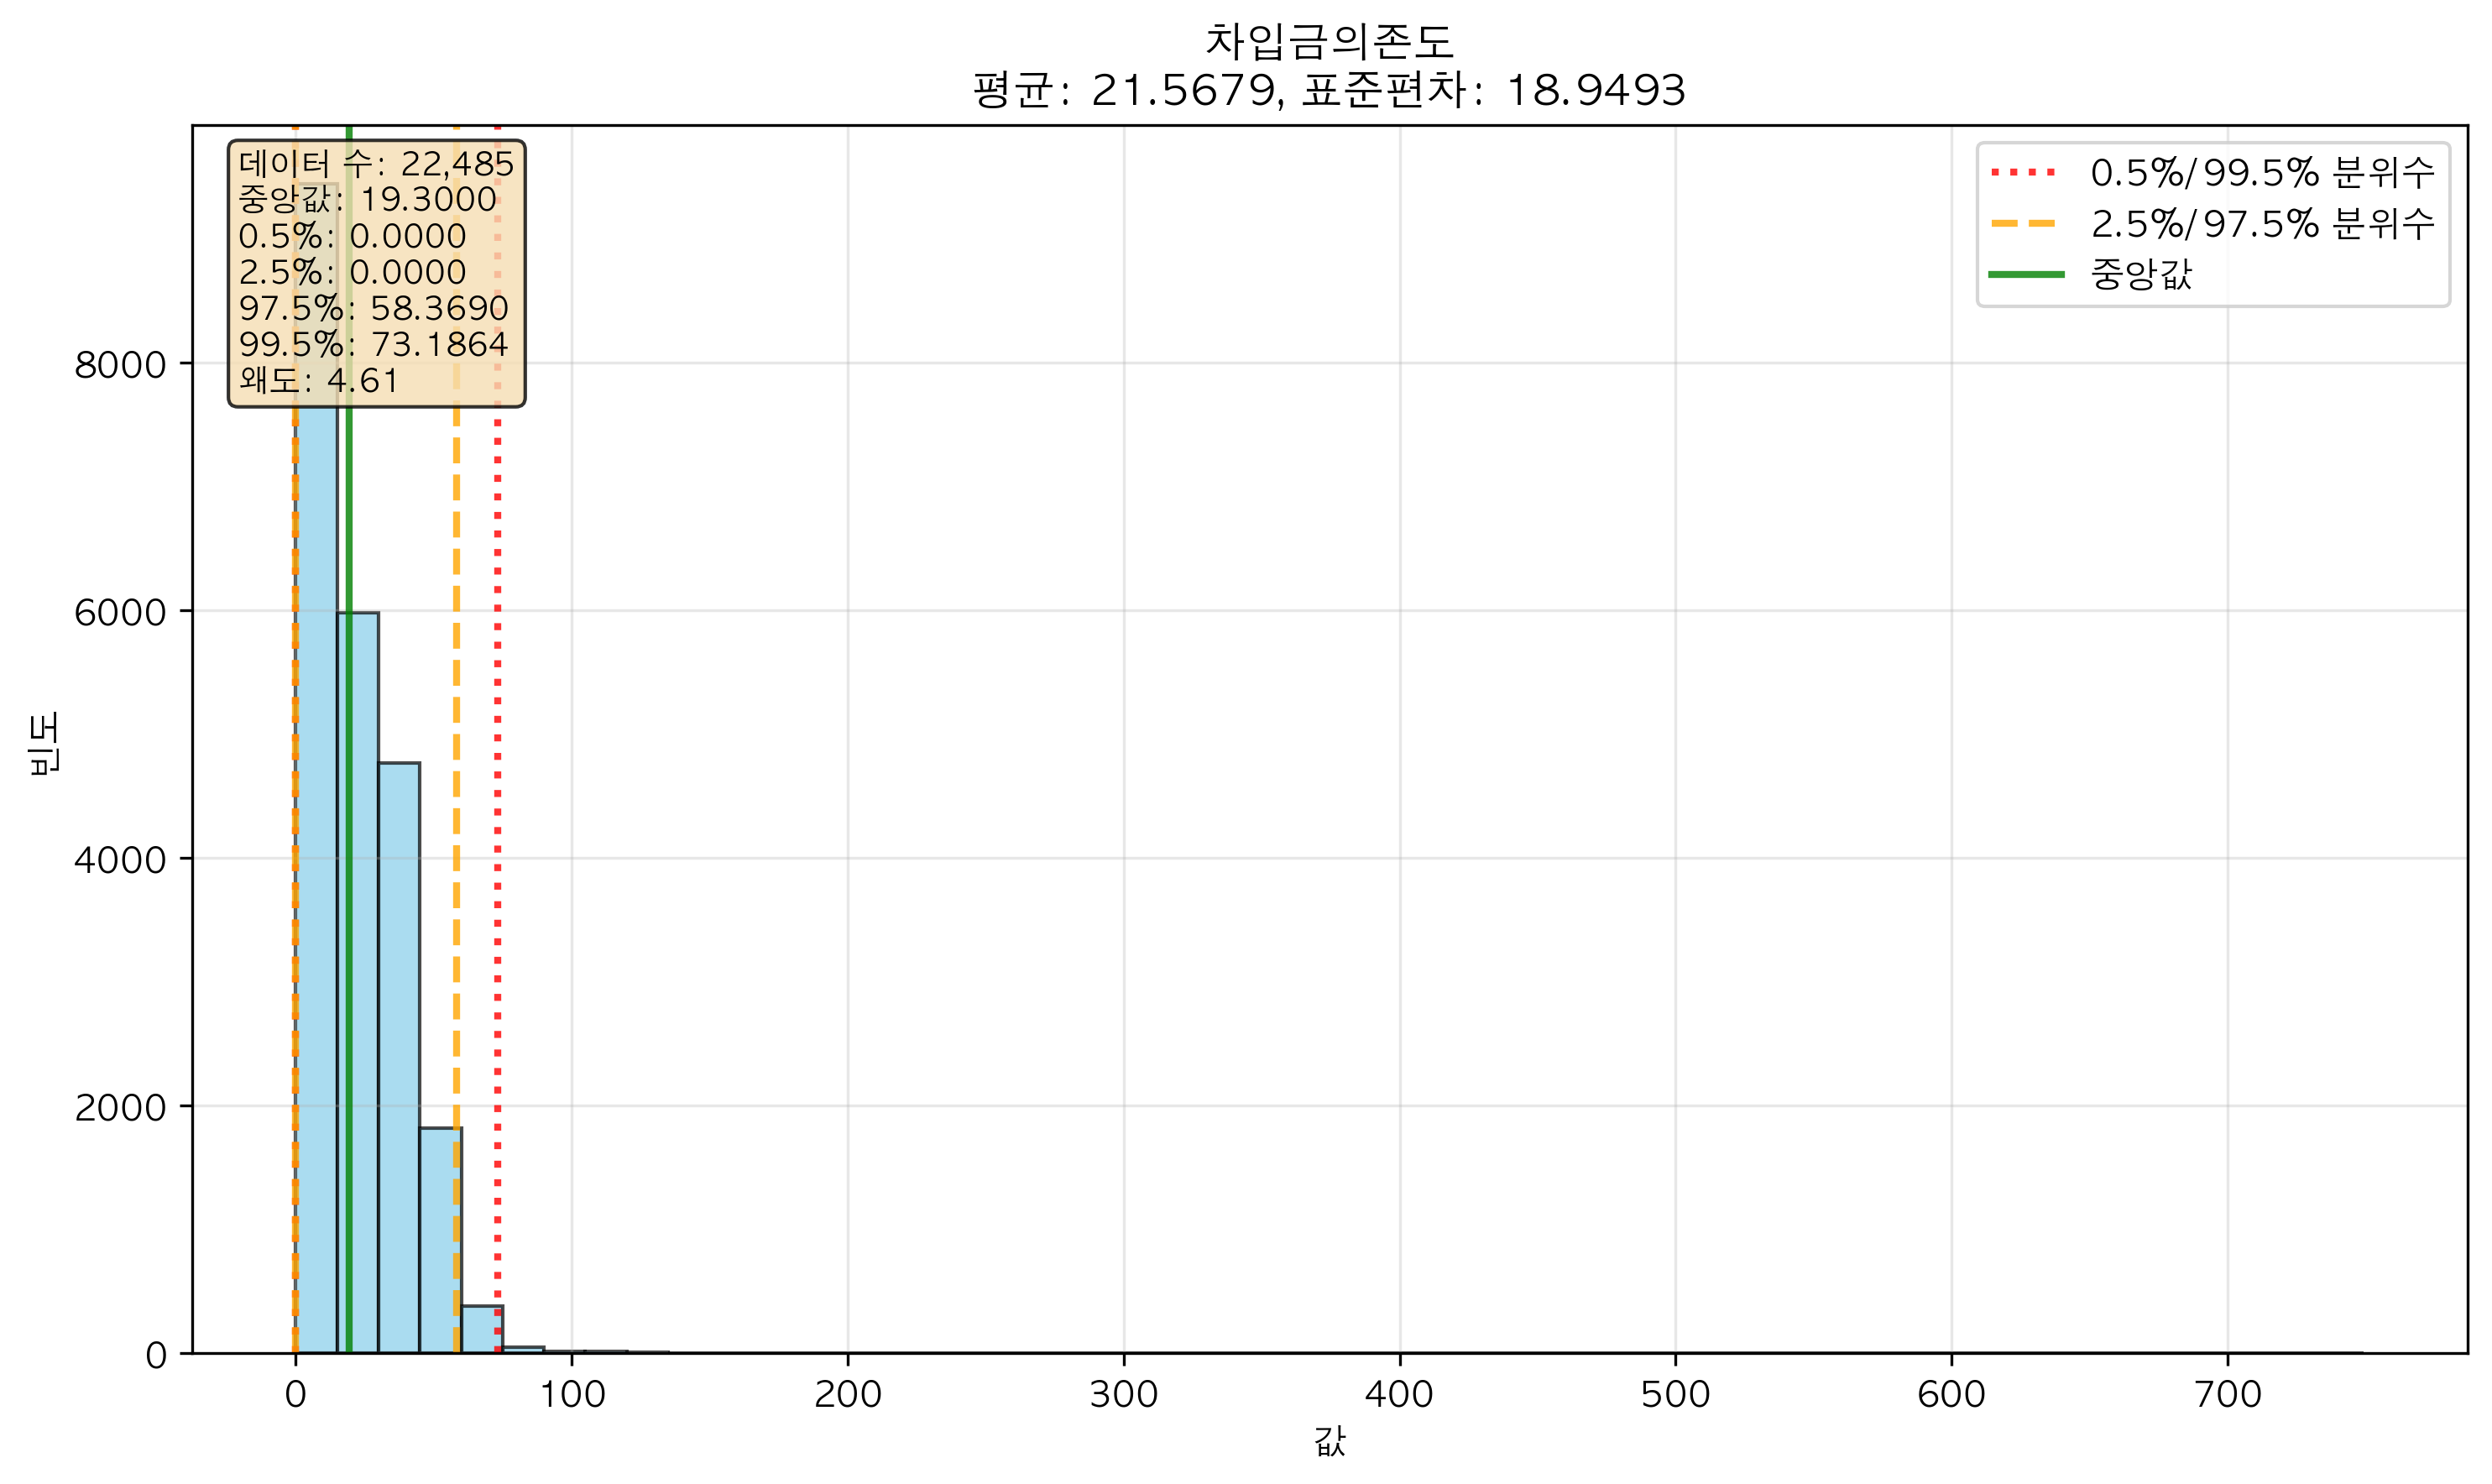 차입금의존도
평균: 21.5679, 표준편차: 18.9493
데이터 수: 22,485
중앙값: 19.3000
0.5%: 0.0000
2.5%: 0.0000
97.5%: 58.3690
99.5%: 73.1864
왜도: 4.61
0.5%/99.5% 분위수
2.5%/97.5% 분위수
중앙값
빈도
8000
6000
4000
2000
0
0 100 200 300 400 500 600 700
값